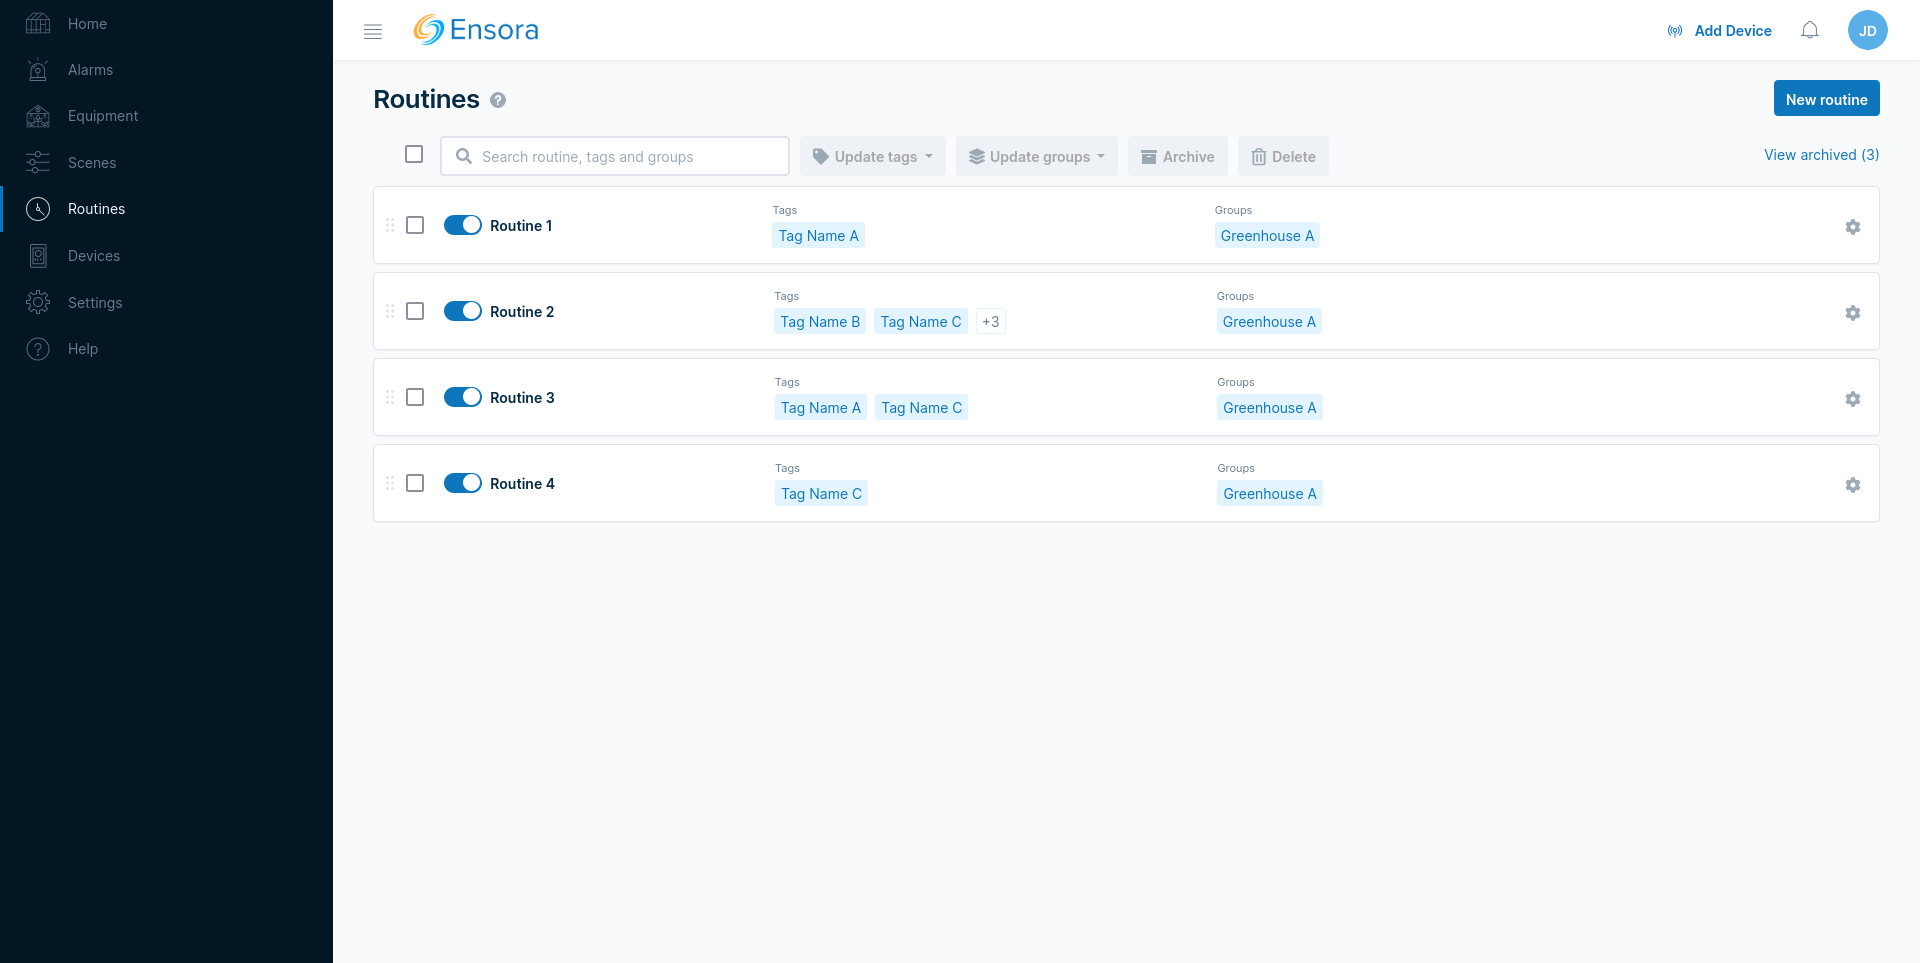 Home
Alarms
Equipment
Scenes
Routines
Devices
Settings
Help
Ensora
Add Device
JD
Routines ?
New routine
Search routine, tags and groups
Update tags
Update groups
Archive
Delete
View archived (3)
Routine 1
Tags
Tag Name A
Groups
Greenhouse A
Routine 2
Tags
Tag Name B Tag Name C +3
Groups
Greenhouse A
Routine 3
Tags
Tag Name A Tag Name C
Groups
Greenhouse A
Routine 4
Tags
Tag Name C
Groups
Greenhouse A